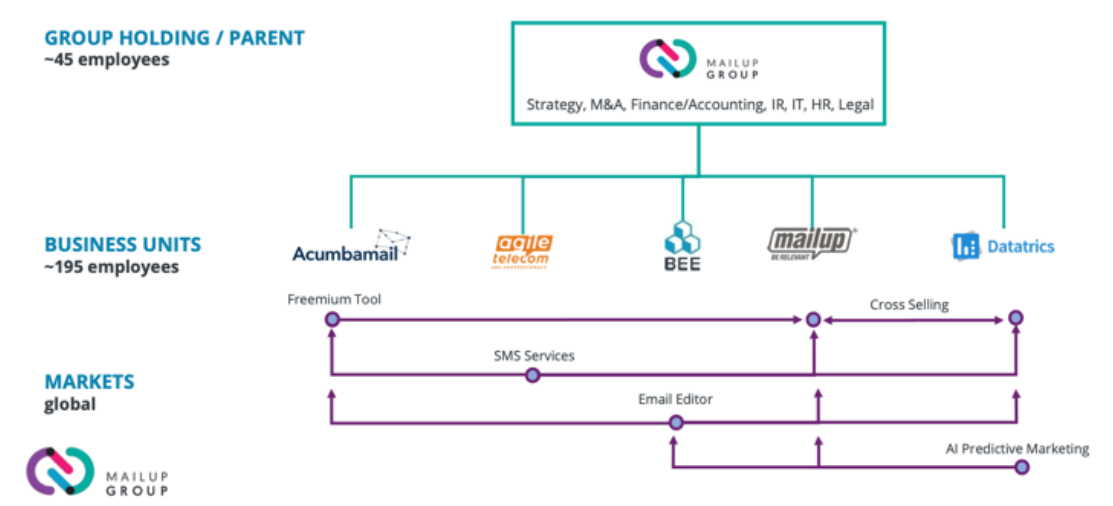 GROUP HOLDING / PARENT
~45 employees
MAILUP
GROUP
Strategy, M&A, Finance/Accounting, IR, IT, HR, Legal
BUSINESS UNITS
~195 employees
Acumbamail
agile
telecom
BEE
mailup
BE RELEVANT
Datatrics
Freemium Tool
Cross Selling
SMS Services
MARKETS
global
Email Editor
AI Predictive Marketing
MAILUP
GROUP